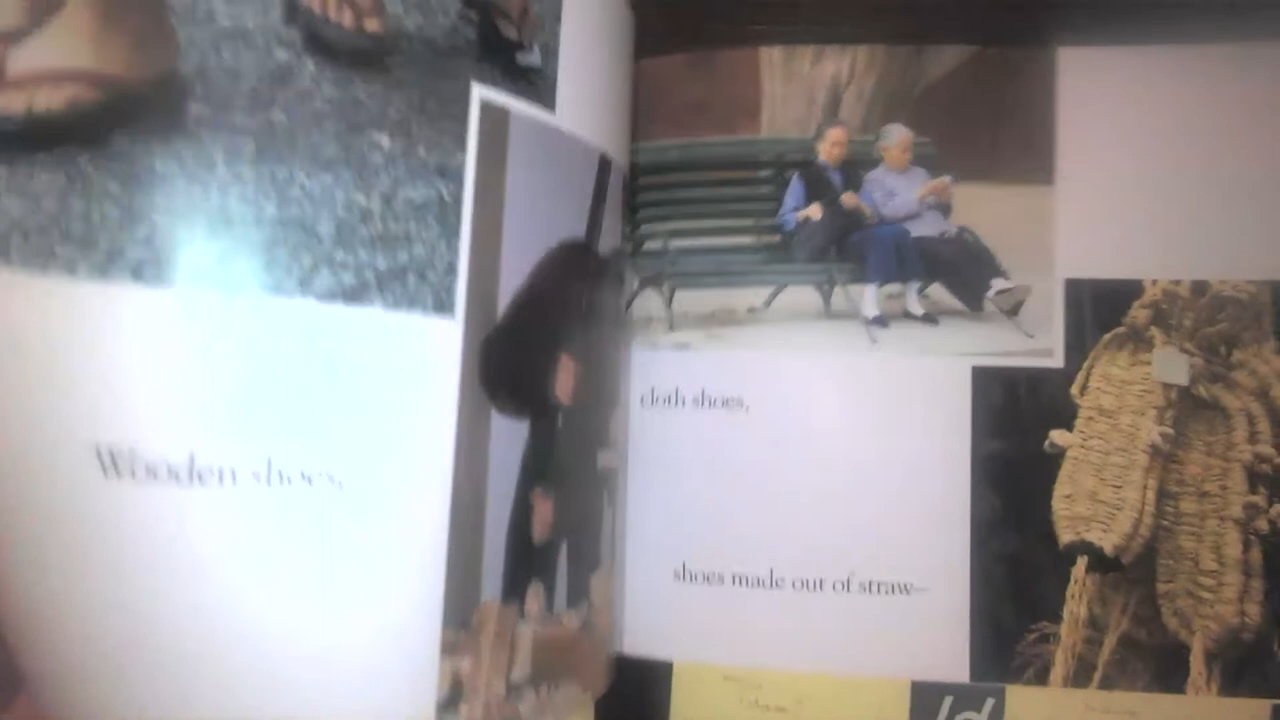 Wooden shoes,
cloth shoes,
shoes made out of straw—